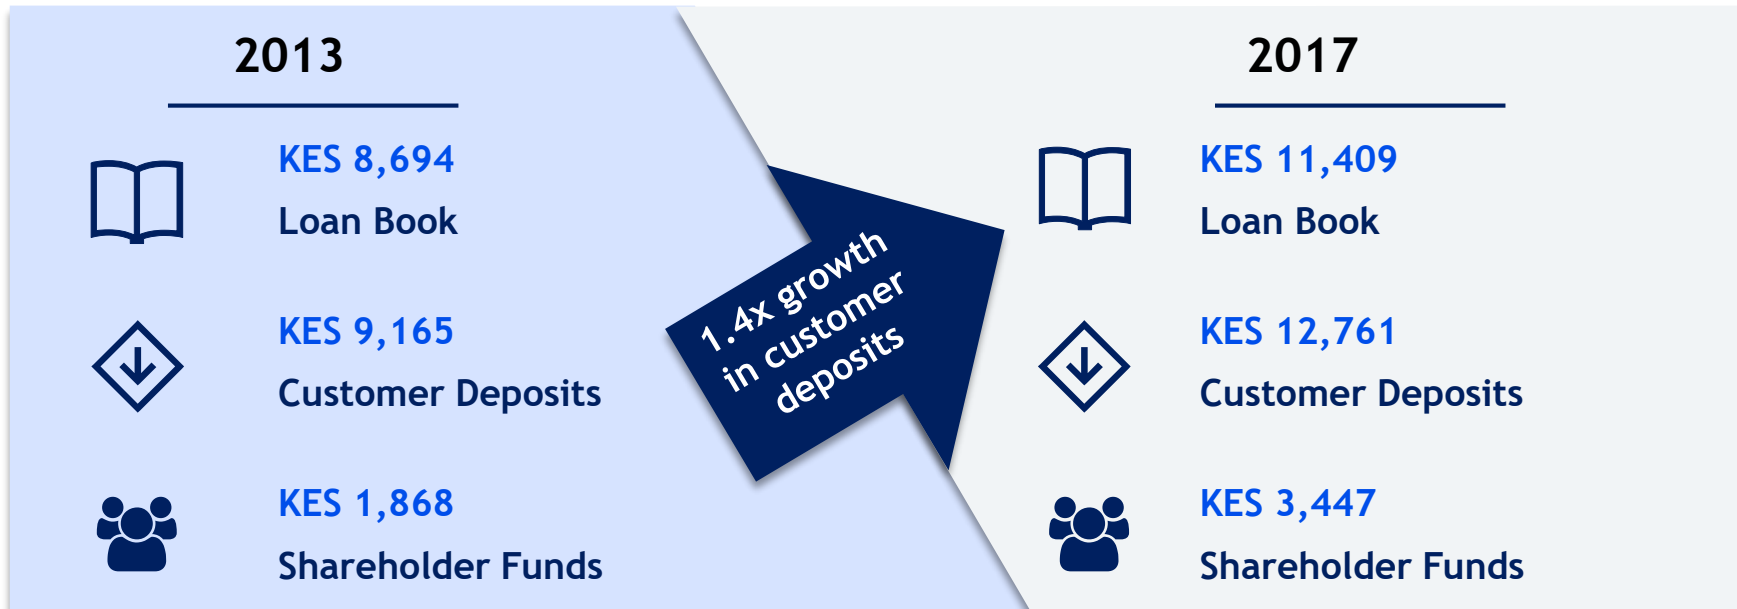 2013
KES 8,694
Loan Book
KES 9,165
Customer Deposits
KES 1,868
Shareholder Funds
1.4x growth
in customer
deposits
2017
KES 11,409
Loan Book
KES 12,761
Customer Deposits
KES 3,447
Shareholder Funds